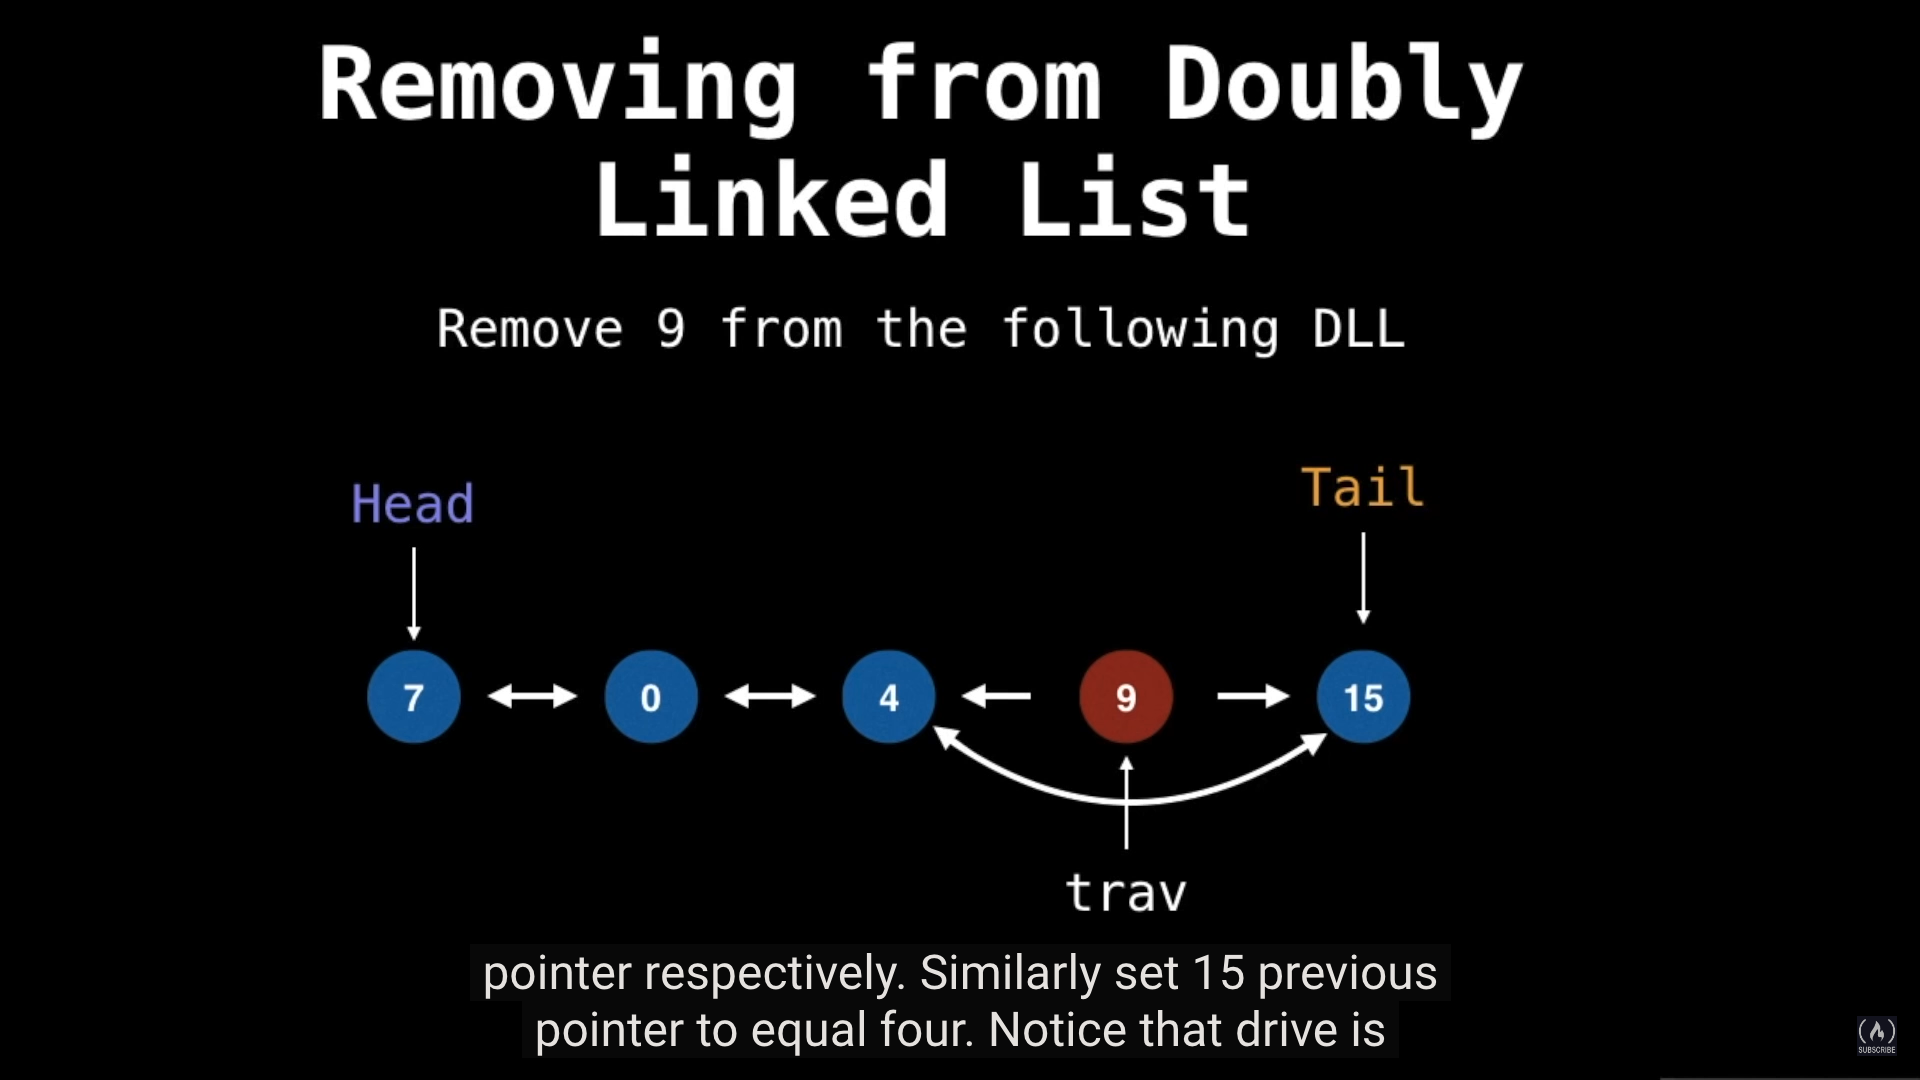 Removing from Doubly
Linked List
Remove 9 from the following DLL
Head
Tail
7
0
4
9
15
trav
pointer respectively. Similarly set 15 previous
pointer to equal four. Notice that drive is
SUBSCRIBE